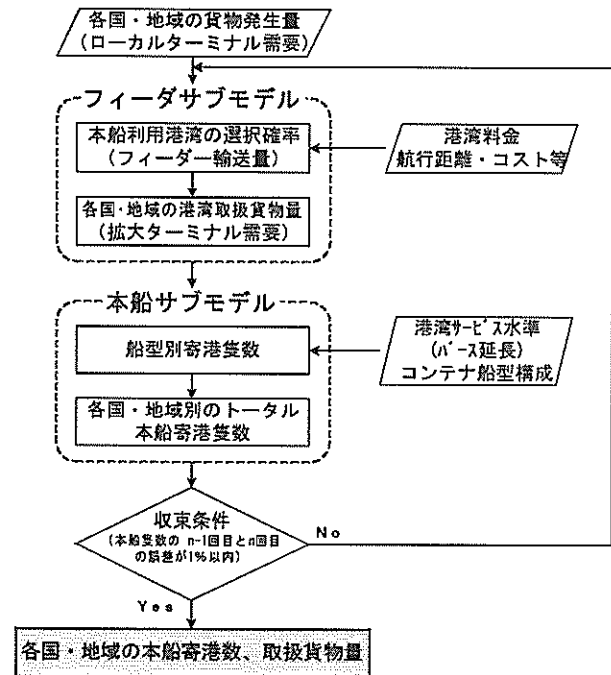 各国・地域の貨物発生量
(ローカルターミナル需要)
フィーダサブモデル
本船利用港湾の選択確率
(フィーダー輸送量)
港湾料金
航行距離・コスト等
各国・地域の港湾取扱貨物量
(拡大ターミナル需要)
本船サブモデル
船型別寄港隻数
港湾サービス水準
(バース延長)
コンテナ船型構成
各国・地域別のトータル
本船寄港隻数
収束条件
(本船隻数の n-1回目とn回目
の誤差が1%以内)
No
Yes
各国・地域の本船寄港数、取扱貨物量